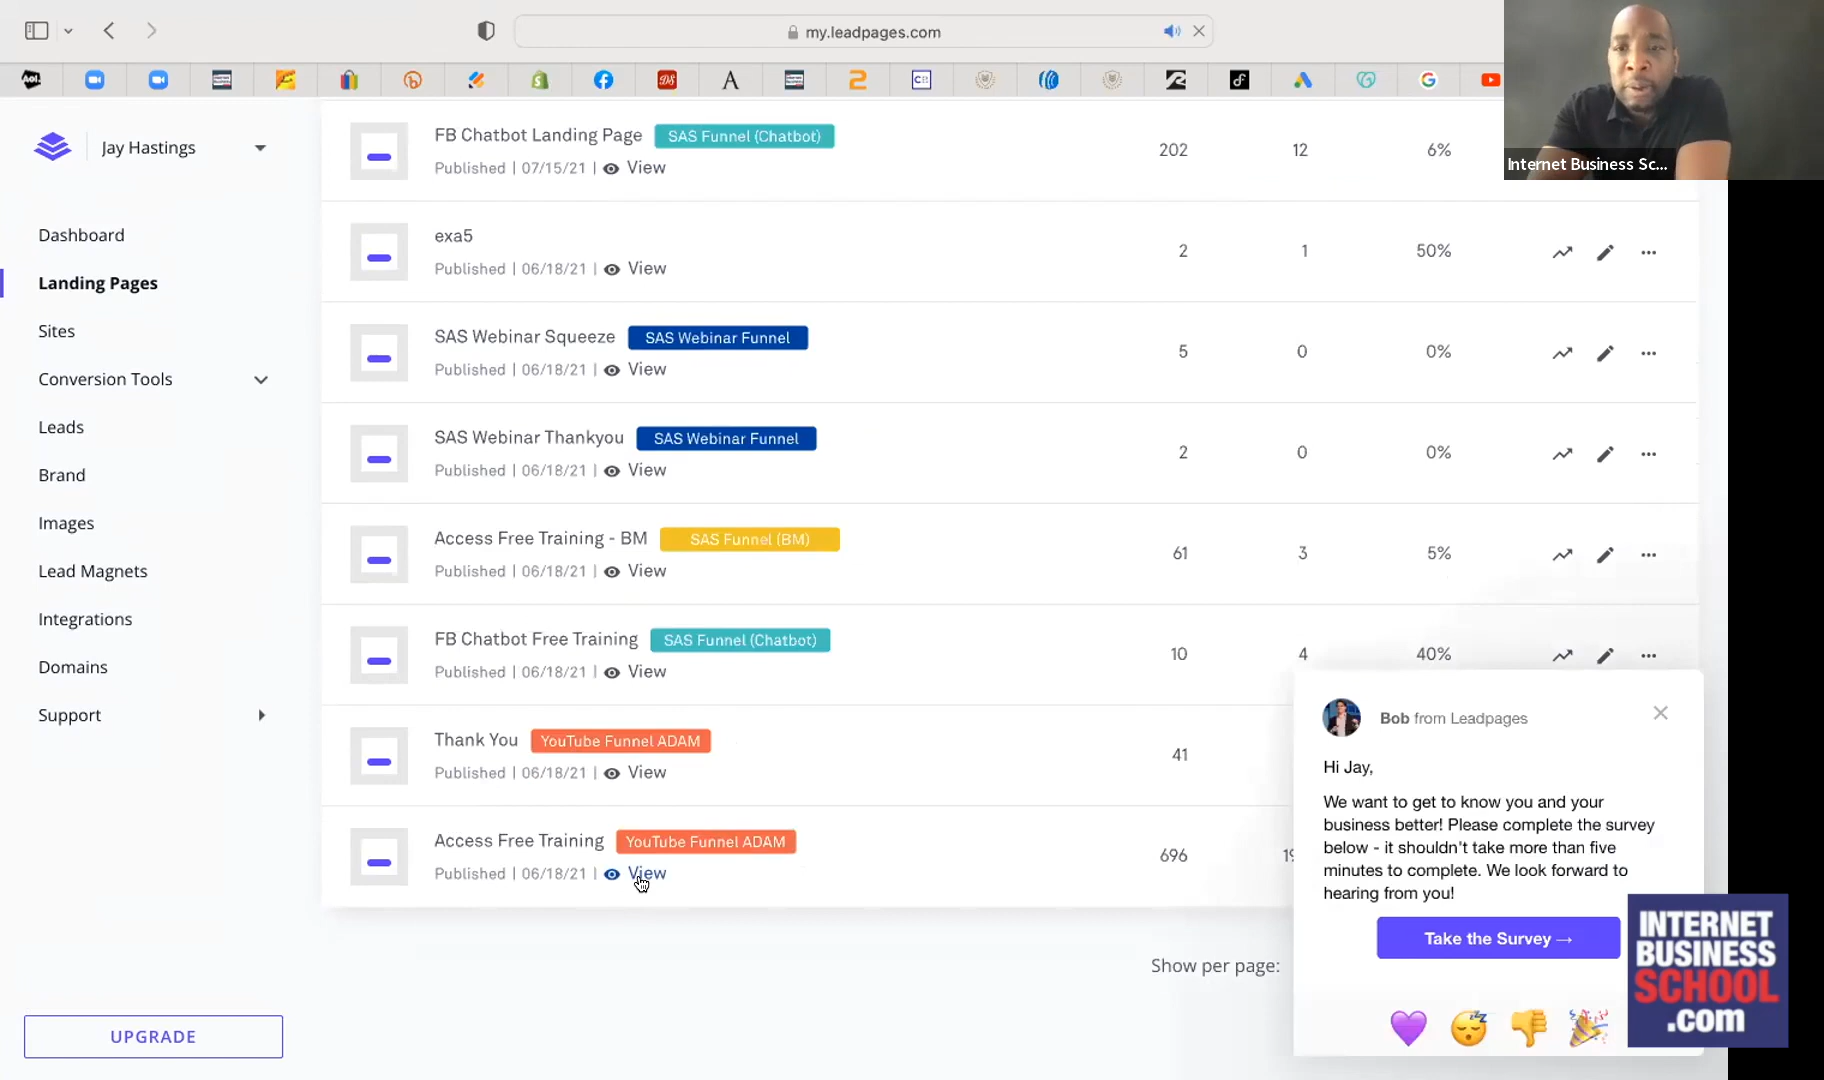 my.leadpages.com
Aol.
Internet Business Sc...
Jay Hastings
Dashboard
Landing Pages
Sites
Conversion Tools
Leads
Brand
Images
Lead Magnets
Integrations
Domains
Support
UPGRADE
FB Chatbot Landing Page SAS Funnel (Chatbot)
Published | 07/15/21 | View
202 12 6%
exa5
Published | 06/18/21 | View
2 1 50%
SAS Webinar Squeeze SAS Webinar Funnel
Published | 06/18/21 | View
5 0 0%
SAS Webinar Thankyou SAS Webinar Funnel
Published | 06/18/21 | View
2 0 0%
Access Free Training - BM SAS Funnel (BM)
Published | 06/18/21 | View
61 3 5%
FB Chatbot Free Training SAS Funnel (Chatbot)
Published | 06/18/21 | View
10 4 40%
Thank You YouTube Funnel ADAM
Published | 06/18/21 | View
41
Access Free Training YouTube Funnel ADAM
Published | 06/18/21 | View
696
Show per page:
Bob from Leadpages
Hi Jay,
We want to get to know you and your
business better! Please complete the survey
below - it shouldn't take more than five
minutes to complete. We look forward to
hearing from you!
Take the Survey →
INTERNET
BUSINESS
SCHOOL
.com